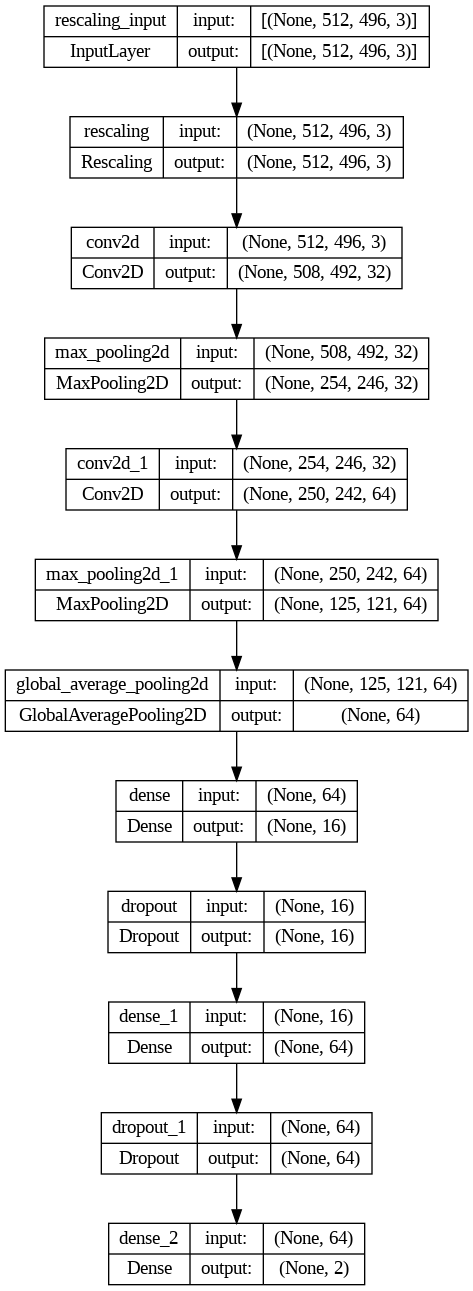 rescaling_input input: [(None, 512, 496, 3)]
InputLayer output: [(None, 512, 496, 3)]
rescaling input: (None, 512, 496, 3)
Rescaling output: (None, 512, 496, 3)
conv2d input: (None, 512, 496, 3)
Conv2D output: (None, 508, 492, 32)
max_pooling2d input: (None, 508, 492, 32)
MaxPooling2D output: (None, 254, 246, 32)
conv2d_1 input: (None, 254, 246, 32)
Conv2D output: (None, 250, 242, 64)
max_pooling2d_1 input: (None, 250, 242, 64)
MaxPooling2D output: (None, 125, 121, 64)
global_average_pooling2d input: (None, 125, 121, 64)
GlobalAveragePooling2D output: (None, 64)
dense input: (None, 64)
Dense output: (None, 16)
dropout input: (None, 16)
Dropout output: (None, 16)
dense_1 input: (None, 16)
Dense output: (None, 64)
dropout_1 input: (None, 64)
Dropout output: (None, 64)
dense_2 input: (None, 64)
Dense output: (None, 2)